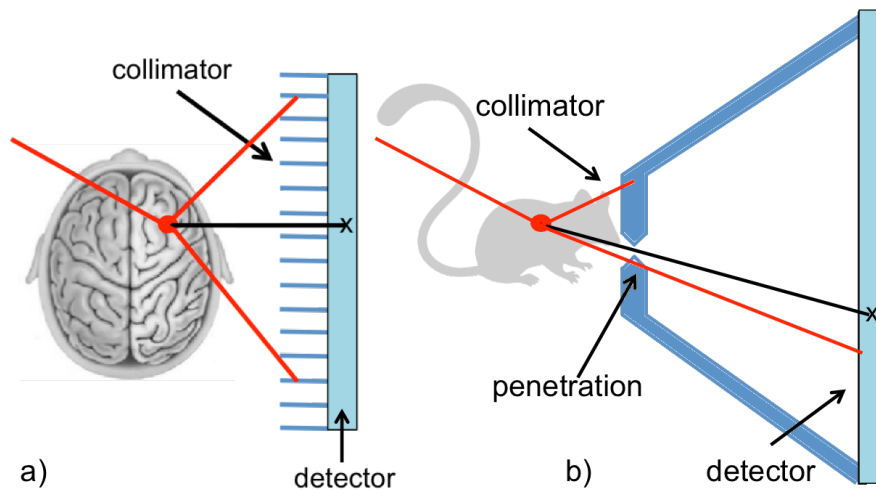 collimator
x
detector
a)
collimator
x
penetration
detector
b)